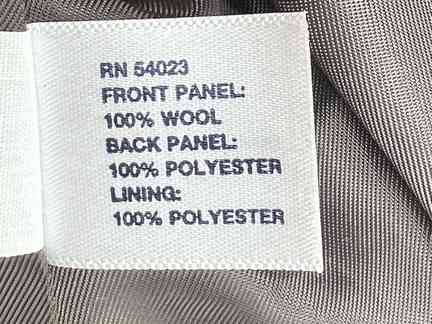 RN 54023
FRONT PANEL:
100% WOOL
BACK PANEL:
100% POLYESTER
LINING:
100% POLYESTER